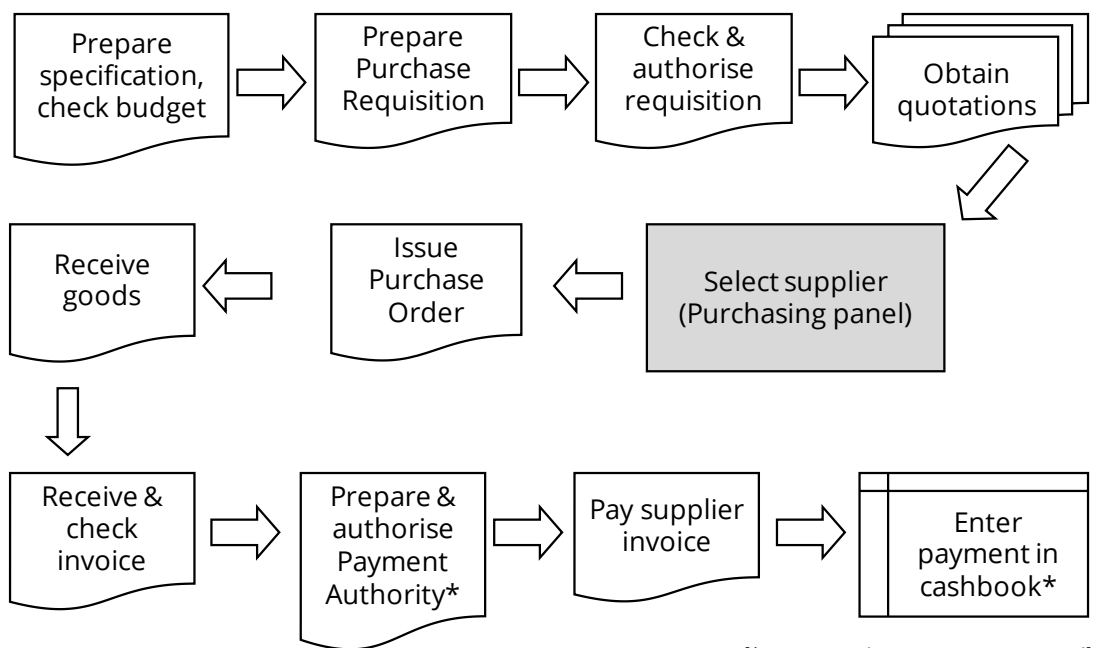 Prepare
specification,
check budget
Prepare
Purchase
Requisition
Check &
authorise
requisition
Obtain
quotations
Select supplier
(Purchasing panel)
Issue
Purchase
Order
Receive
goods
Receive &
check
invoice
Prepare &
authorise
Payment
Authority*
Pay supplier
invoice
Enter
payment in
cashbook*